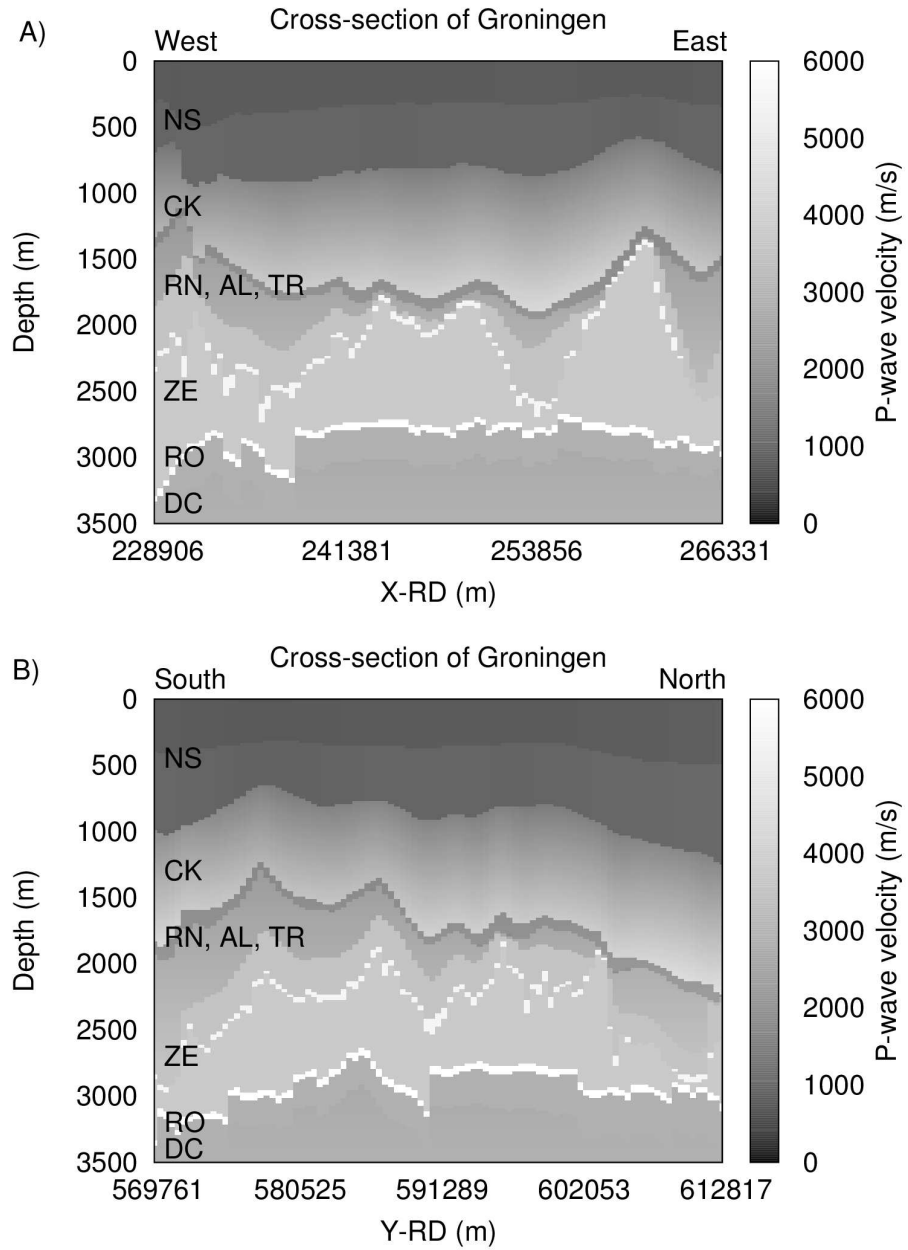 A)
Cross-section of Groningen
West East
0
500
1000
1500
2000
2500
3000
3500
Depth (m)
NS
CK
RN, AL, TR
ZE
RO
DC
228906 241381 253856 266331
X-RD (m)
6000
5000
4000
3000
2000
1000
0
P-wave velocity (m/s)
B)
Cross-section of Groningen
South North
0
500
1000
1500
2000
2500
3000
3500
Depth (m)
NS
CK
RN, AL, TR
ZE
RO
DC
569761 580525 591289 602053 612817
Y-RD (m)
6000
5000
4000
3000
2000
1000
0
P-wave velocity (m/s)